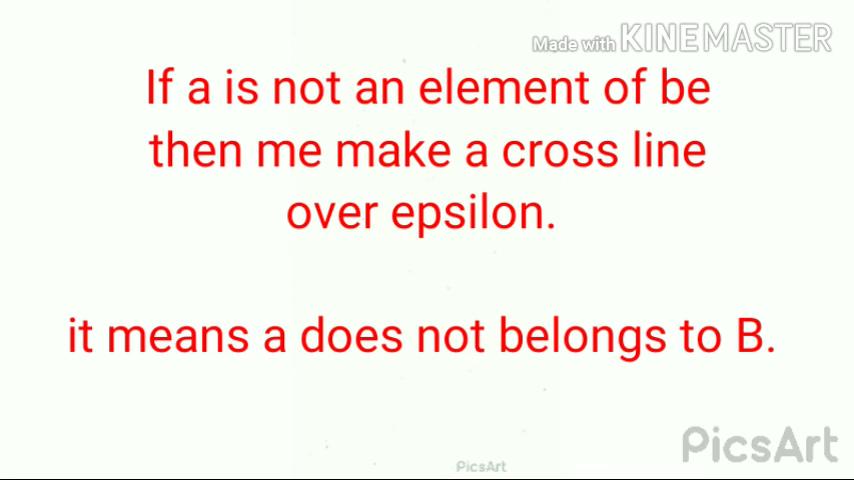 Made with KINEMASTER
If a is not an element of be
then me make a cross line
over epsilon.
it means a does not belongs to B.
PicsArt
PicsArt